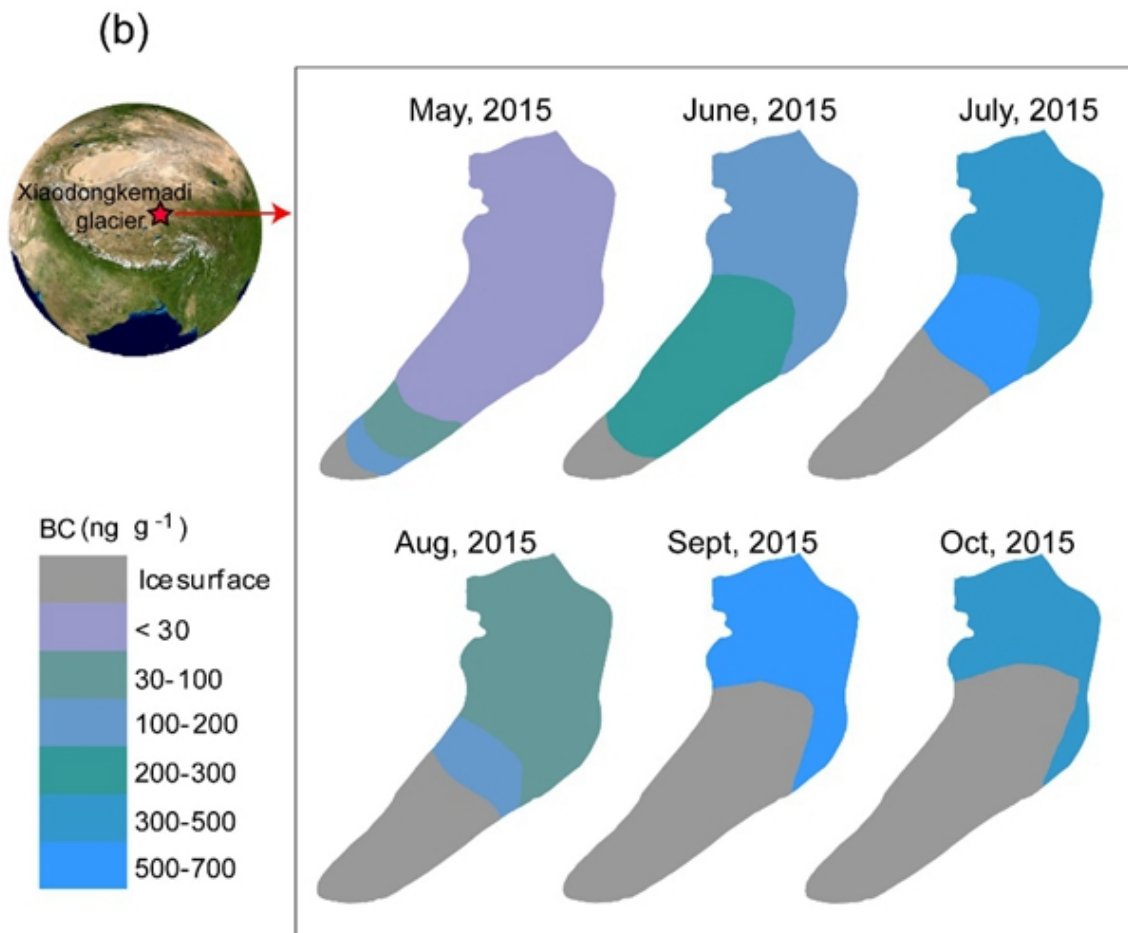 (b)
Xiaodongkemadi
glacier
May, 2015
June, 2015
July, 2015
Aug, 2015
Sept, 2015
Oct, 2015
BC (ng g⁻¹)
Ice surface
< 30
30-100
100-200
200-300
300-500
500-700